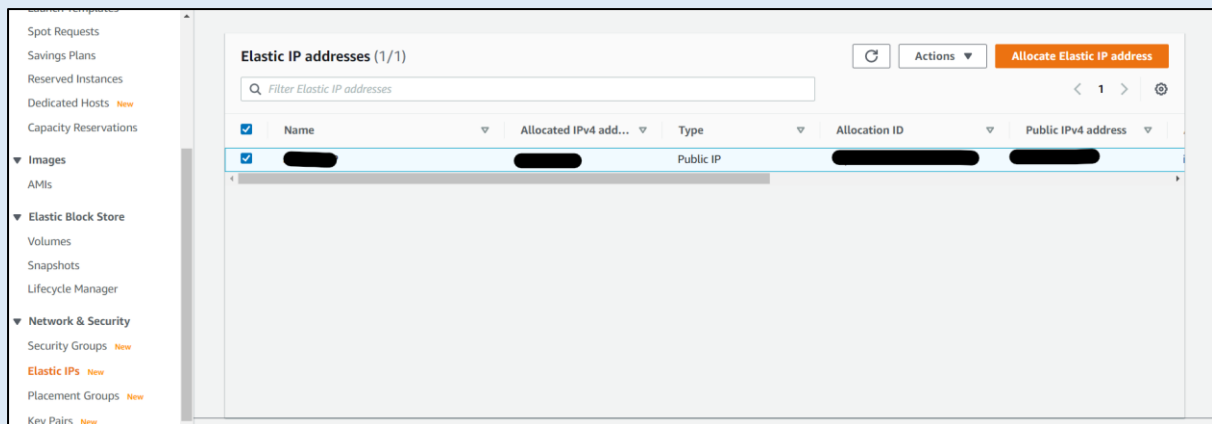 Launch Templates
Spot Requests
Savings Plans
Reserved Instances
Dedicated Hosts New
Capacity Reservations
Images
AMIs
Elastic Block Store
Volumes
Snapshots
Lifecycle Manager
Network & Security
Security Groups New
Elastic IPs New
Placement Groups New
Key Pairs New
Elastic IP addresses (1/1)
Actions
Allocate Elastic IP address
Filter Elastic IP addresses
1
Name Allocated IPv4 add... Type Allocation ID Public IPv4 address
Public IP